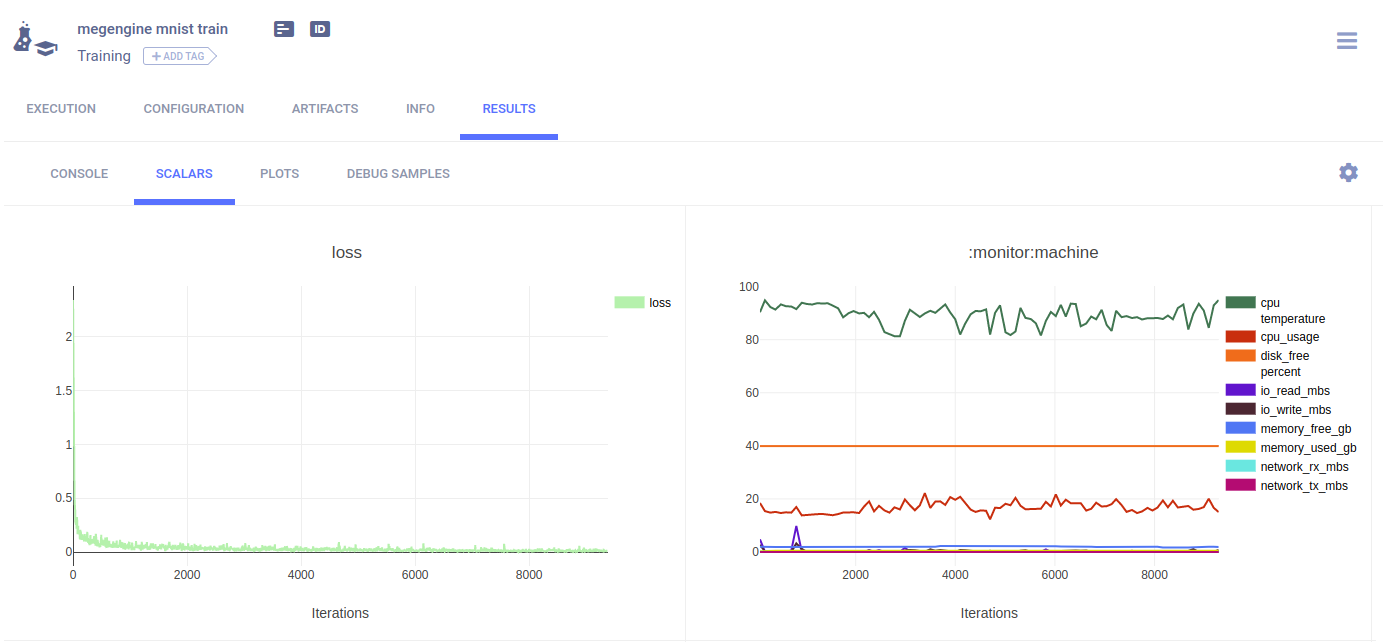 megengine mnist train
ID
Training
+ ADD TAG
EXECUTION
CONFIGURATION
ARTIFACTS
INFO
RESULTS
CONSOLE
SCALARS
PLOTS
DEBUG SAMPLES
loss
2
1.5
1
0.5
0
0
2000
4000
6000
8000
Iterations
loss
:monitor:machine
100
80
60
40
20
0
2000
4000
6000
8000
Iterations
cpu
temperature
cpu_usage
disk_free
percent
io_read_mbs
io_write_mbs
memory_free_gb
memory_used_gb
network_rx_mbs
network_tx_mbs